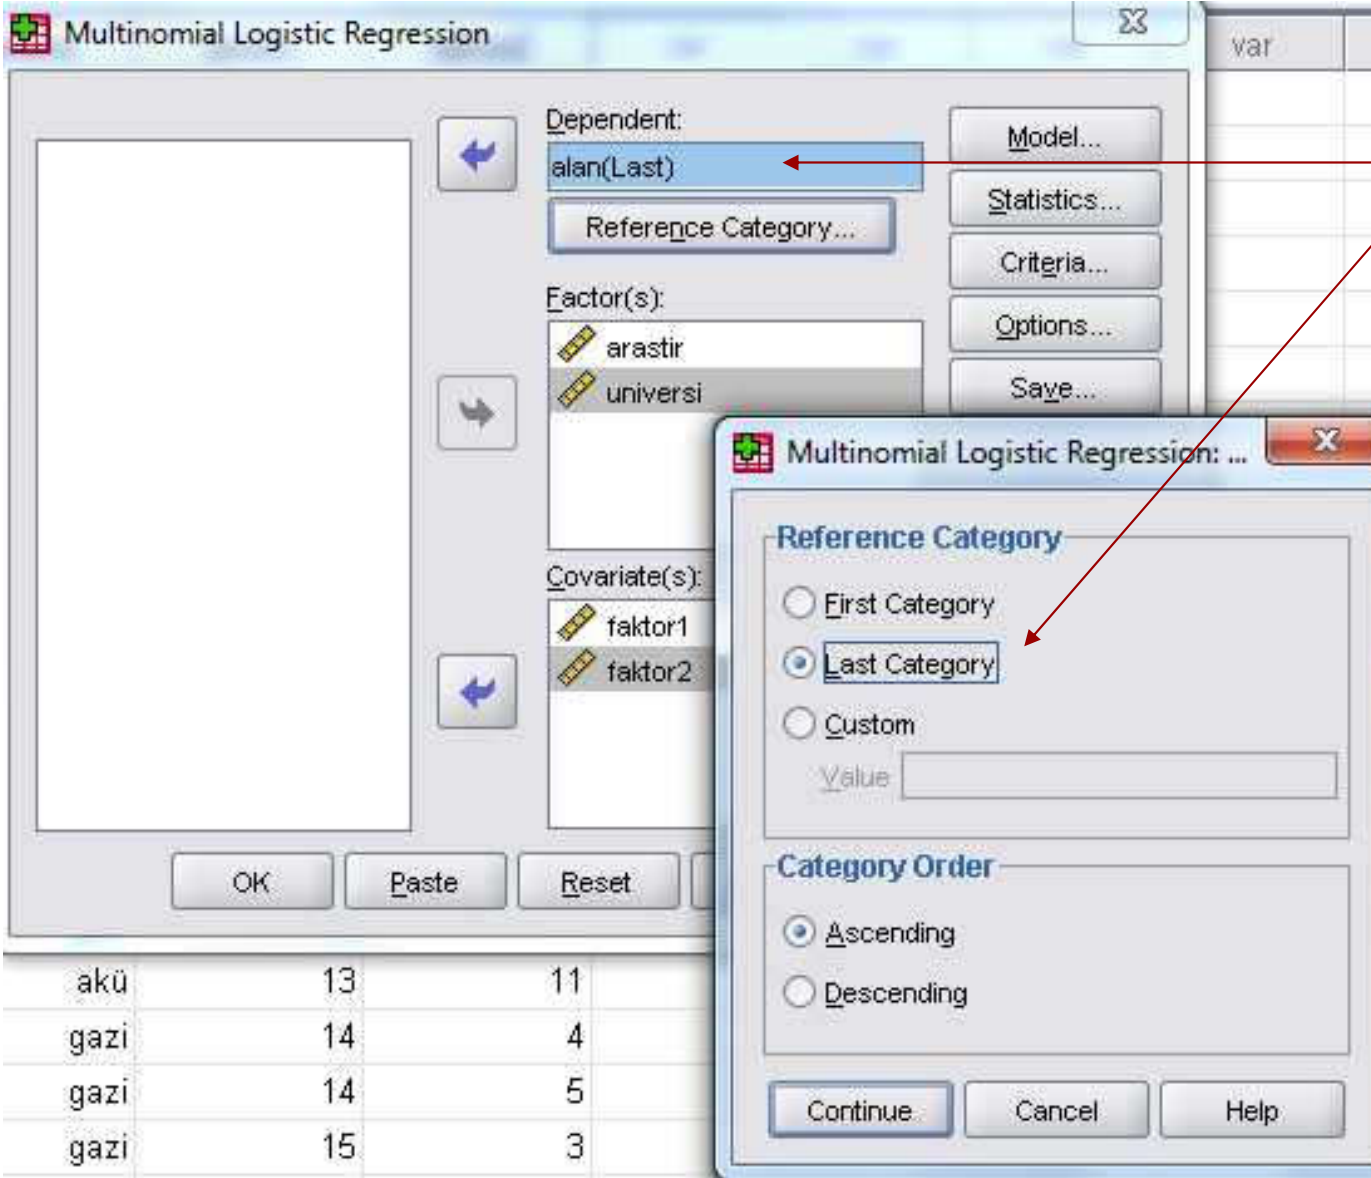 Multinomial Logistic Regression
var
Dependent:
alan(Last)
Reference Category...
Model...
Statistics...
Criteria...
Options...
Save...
Factor(s):
arastir
universi
Covariate(s):
faktor1
faktor2
OK
Paste
Reset
Multinomial Logistic Regression: ...
Reference Category
First Category
Last Category
Custom
Value
Category Order
Ascending
Descending
Continue
Cancel
Help
akü 13 11
gazi 14 4
gazi 14 5
gazi 15 3